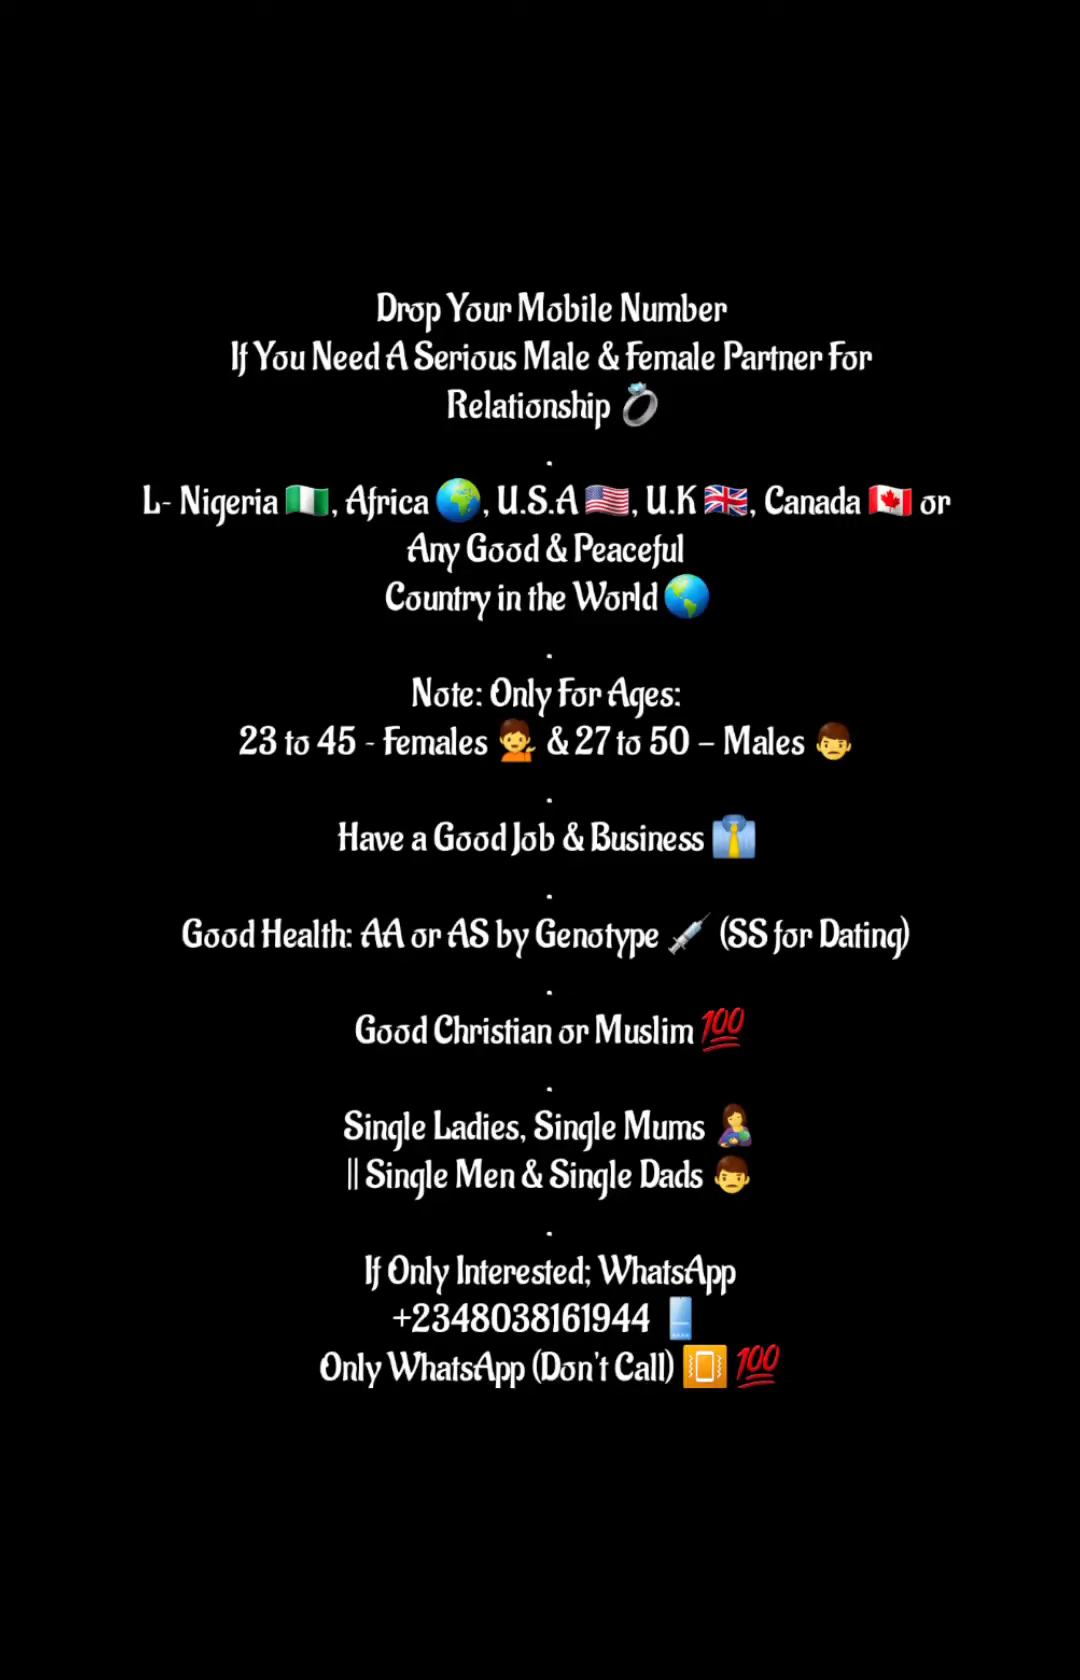 Drop Your Mobile Number
If You Need A Serious Male & Female Partner For
Relationship 💍
.
L- Nigeria 🇳🇬, Africa 🌍, U.S.A 🇺🇸, U.K 🇬🇧, Canada 🇨🇦 or
Any Good & Peaceful
Country in the World 🌎
.
Note: Only For Ages:
23 to 45 - Females 💁 & 27 to 50 – Males 👨
.
Have a Good Job & Business 👔
.
Good Health: AA or AS by Genotype 💉 (SS for Dating)
.
Good Christian or Muslim 💯
.
Single Ladies, Single Mums 🤱
|| Single Men & Single Dads 👨
.
If Only Interested; WhatsApp
+2348038161944 📱
Only WhatsApp (Don't Call) 📳 💯